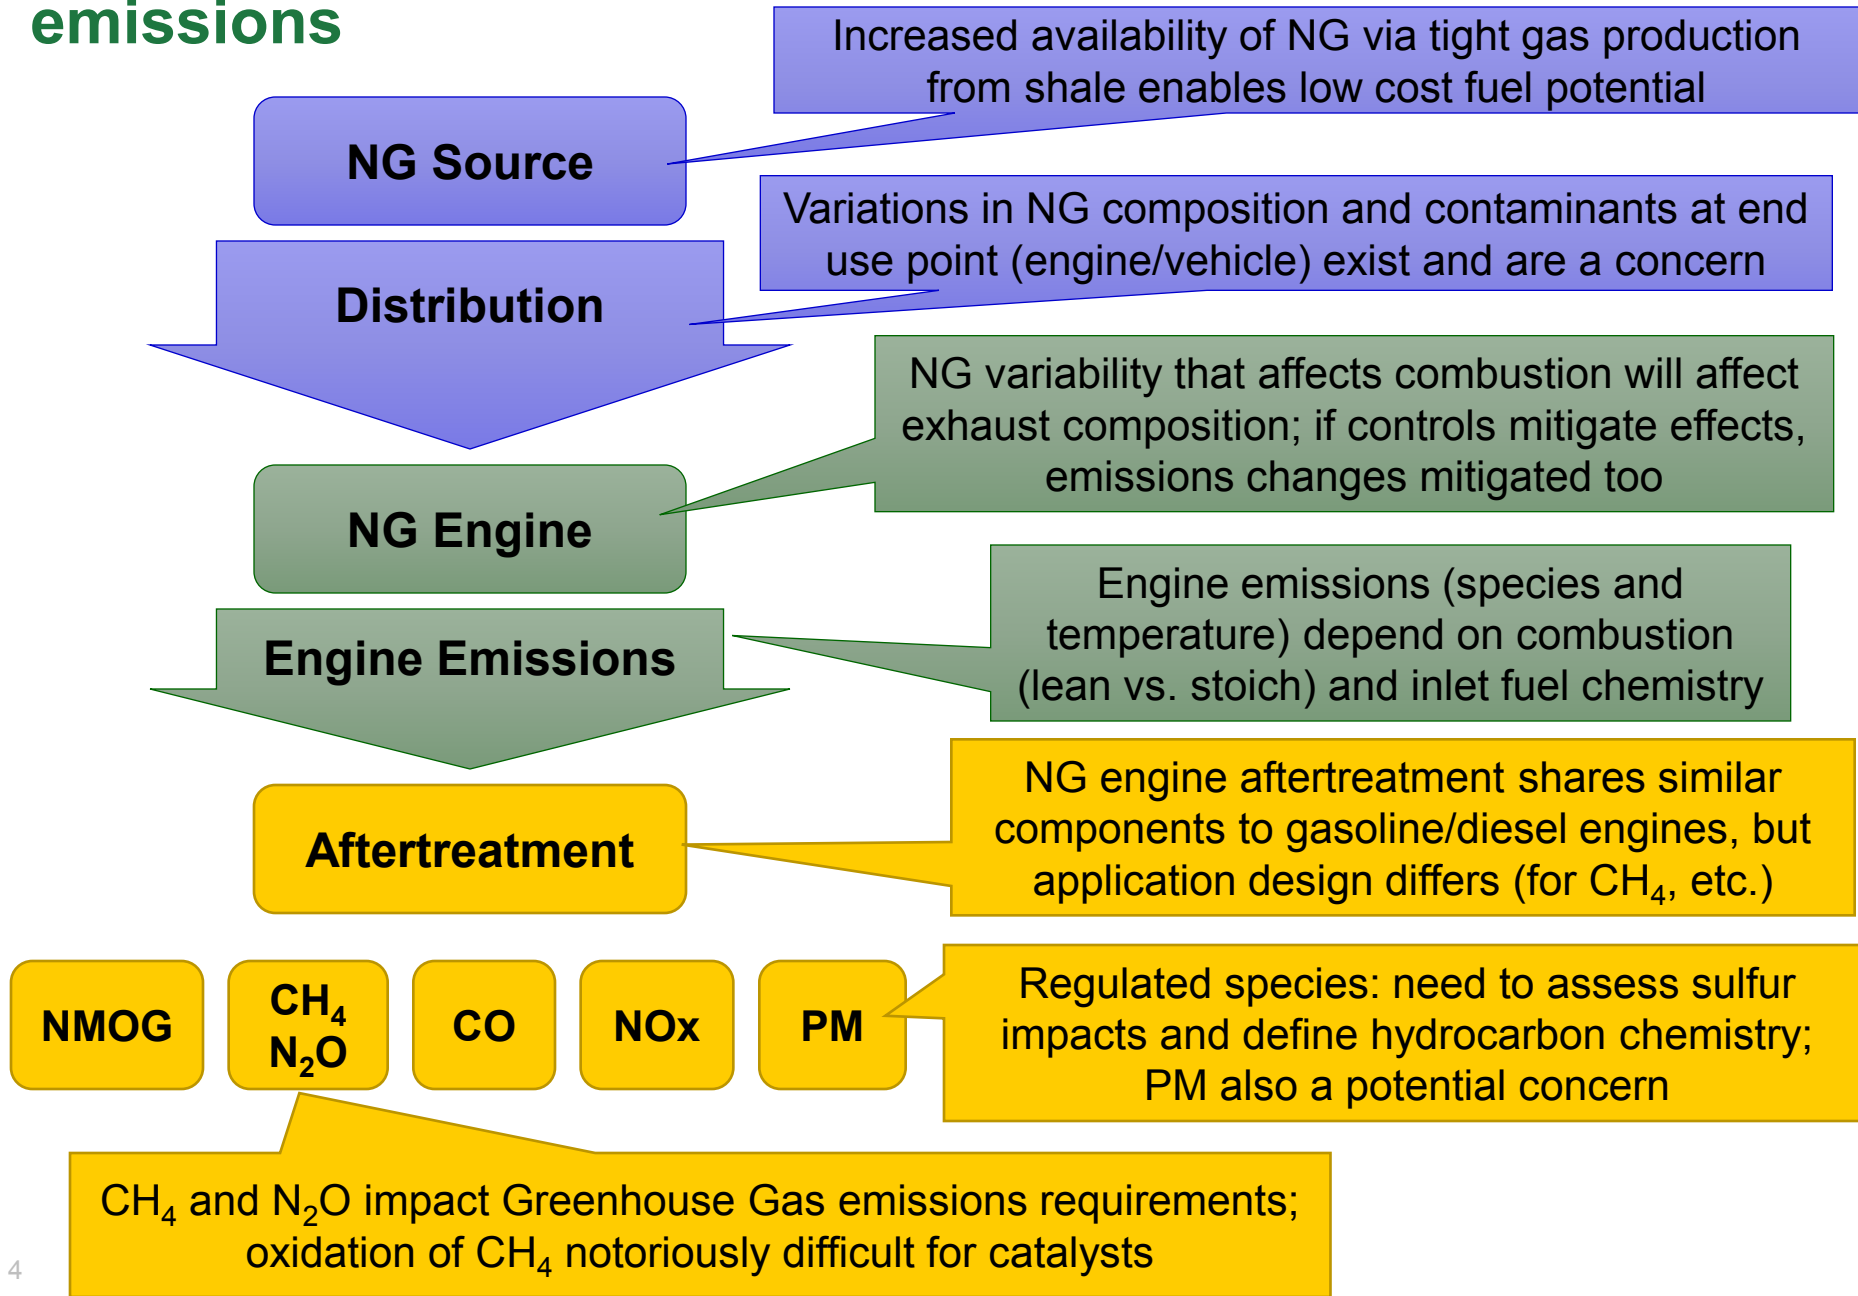 emissions
Increased availability of NG via tight gas production
from shale enables low cost fuel potential
NG Source
Variations in NG composition and contaminants at end
use point (engine/vehicle) exist and are a concern
Distribution
NG variability that affects combustion will affect
exhaust composition; if controls mitigate effects,
emissions changes mitigated too
NG Engine
Engine emissions (species and
temperature) depend on combustion
(lean vs. stoich) and inlet fuel chemistry
Engine Emissions
NG engine aftertreatment shares similar
components to gasoline/diesel engines, but
application design differs (for CH₄, etc.)
Aftertreatment
NMOG
CH₄
N₂O
CO
NOx
PM
Regulated species: need to assess sulfur
impacts and define hydrocarbon chemistry;
PM also a potential concern
CH₄ and N₂O impact Greenhouse Gas emissions requirements;
oxidation of CH₄ notoriously difficult for catalysts
4